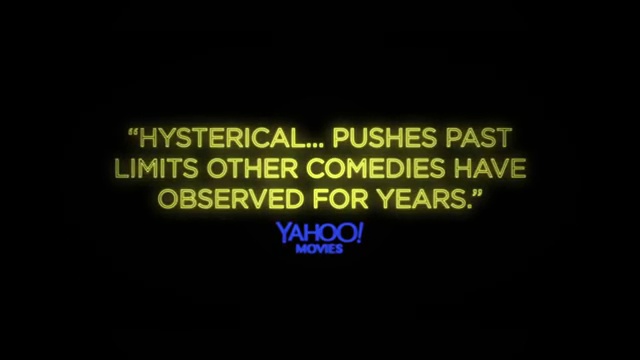 “HYSTERICAL... PUSHES PAST
LIMITS OTHER COMEDIES HAVE
OBSERVED FOR YEARS.”
YAHOO!
MOVIES